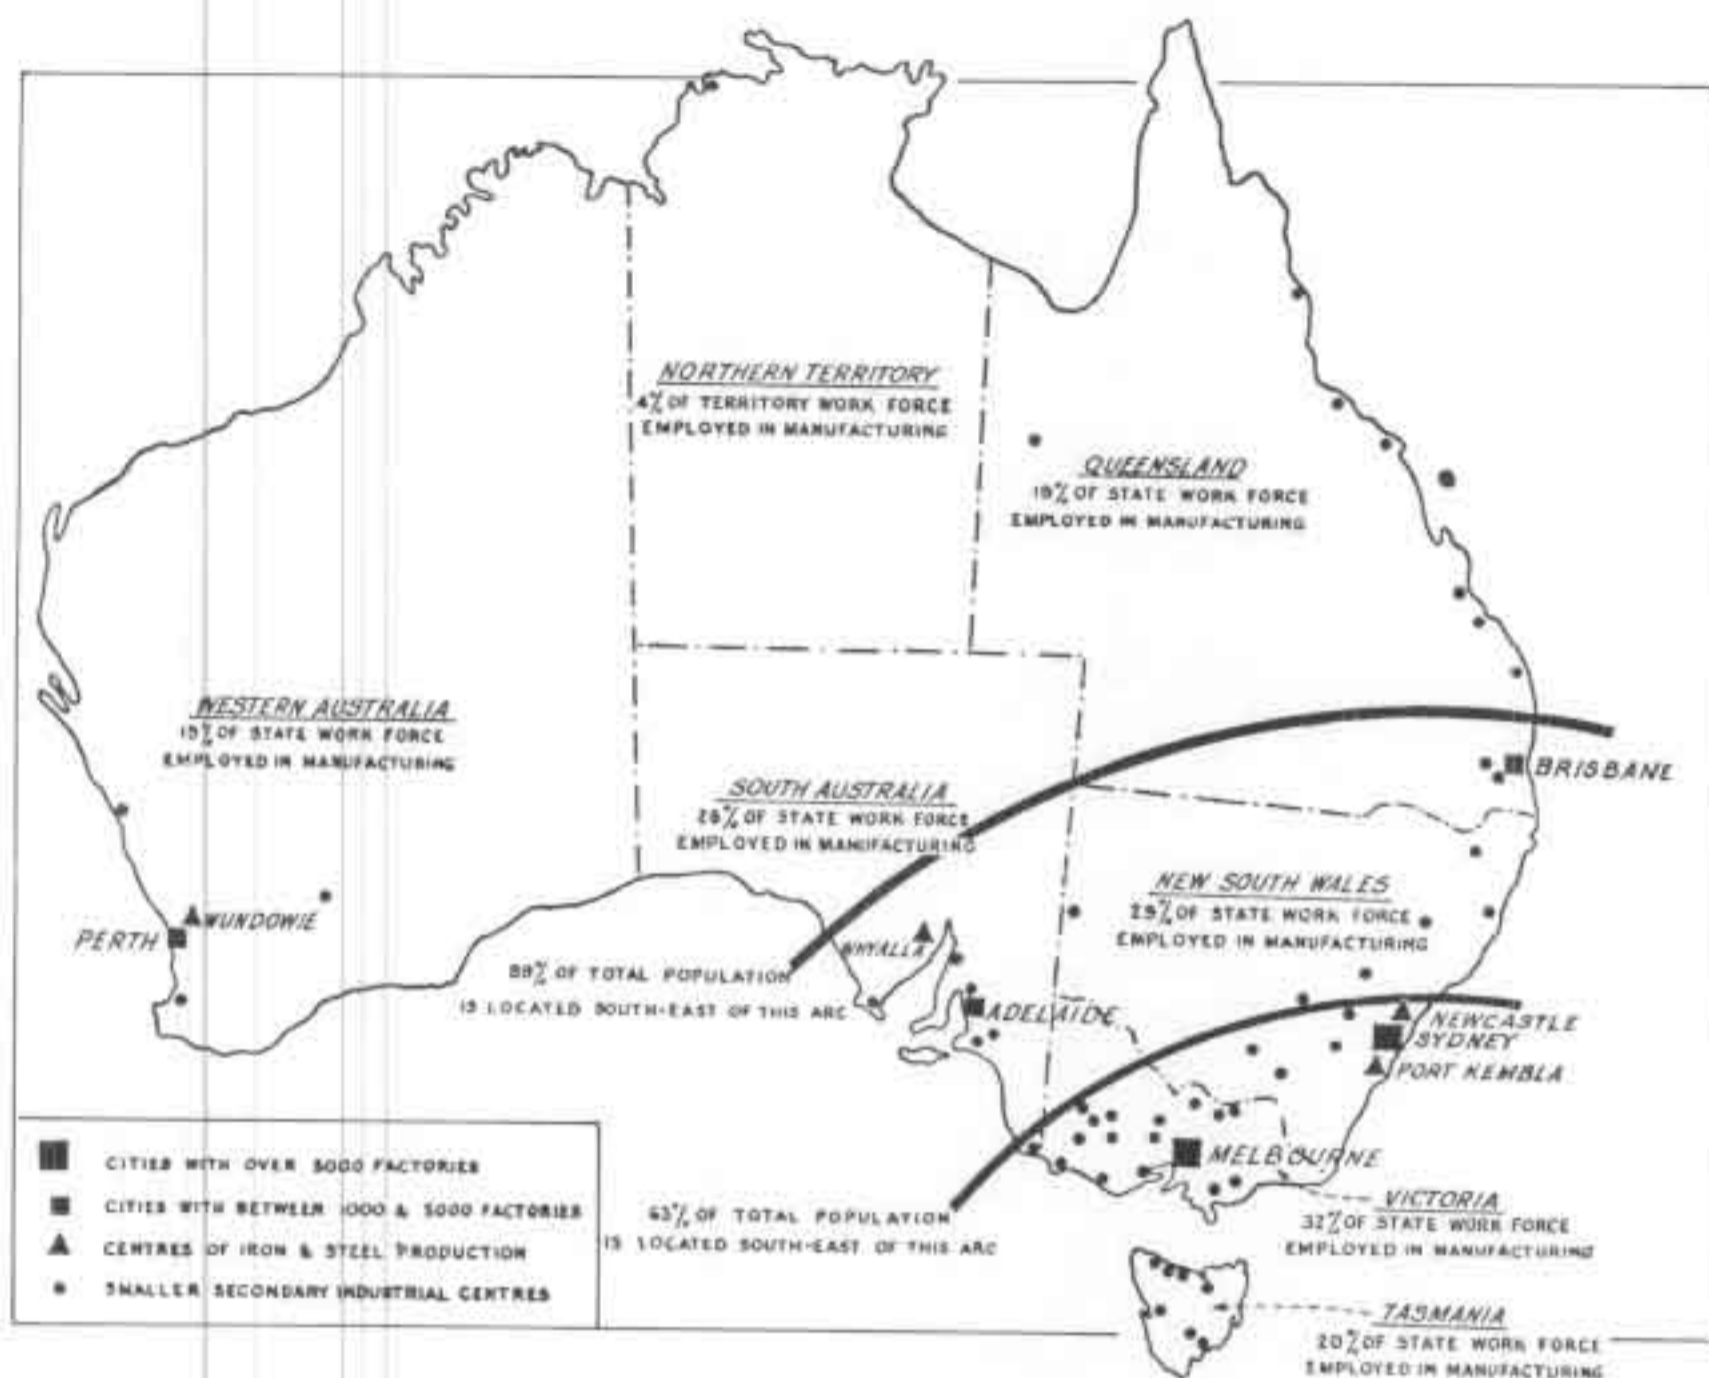 NORTHERN TERRITORY
4% OF TERRITORY WORK FORCE
EMPLOYED IN MANUFACTURING
QUEENSLAND
19% OF STATE WORK FORCE
EMPLOYED IN MANUFACTURING
WESTERN AUSTRALIA
OF STATE WORK FORCE
EMPLOYED IN MANUFACTURING
SOUTH AUSTRALIA
OF STATE WORK FORCE
EMPLOYED IN MANUFACTURING
BRISBANE
NEW SOUTH WALES
29% OF STATE WORK FORCE
EMPLOYED IN MANUFACTURING
WUNDOWIE
PERTH
WHYALLA
OF TOTAL POPULATION
IS LOCATED SOUTH-EAST OF THIS ARC
ADELAIDE
NEWCASTLE
SYDNEY
PORT KEMBLA
MELBOURNE
CITIES WITH OVER 5000 FACTORIES
CITIES WITH BETWEEN 1000 & 5000 FACTORIES
CENTRES OF IRON & STEEL PRODUCTION
SMALLER SECONDARY INDUSTRIAL CENTRES
63% OF TOTAL POPULATION
IS LOCATED SOUTH-EAST OF THIS ARC
VICTORIA
32% OF STATE WORK FORCE
EMPLOYED IN MANUFACTURING
TASMANIA
20% OF STATE WORK FORCE
EMPLOYED IN MANUFACTURING